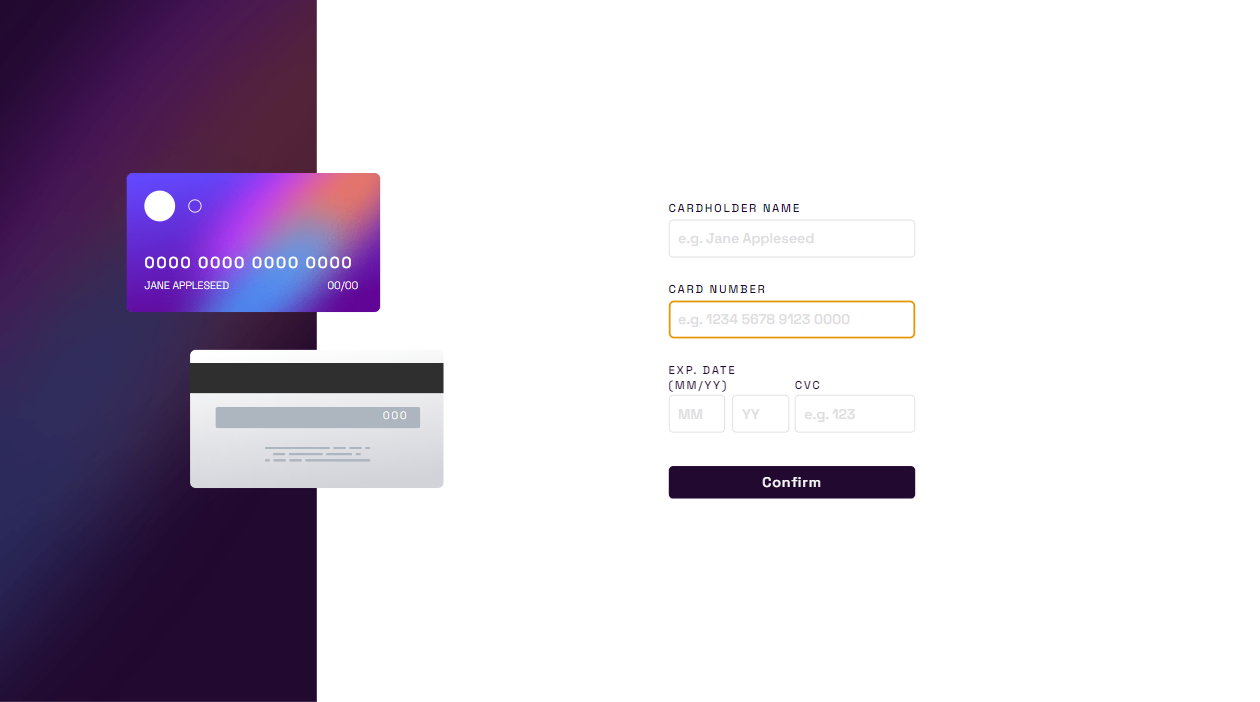 0000 0000 0000 0000
JANE APPLESEED 00/00
000
CARDHOLDER NAME
e.g. Jane Appleseed
CARD NUMBER
e.g. 1234 5678 9123 0000
EXP. DATE
(MM/YY) CVC
MM YY e.g. 123
Confirm